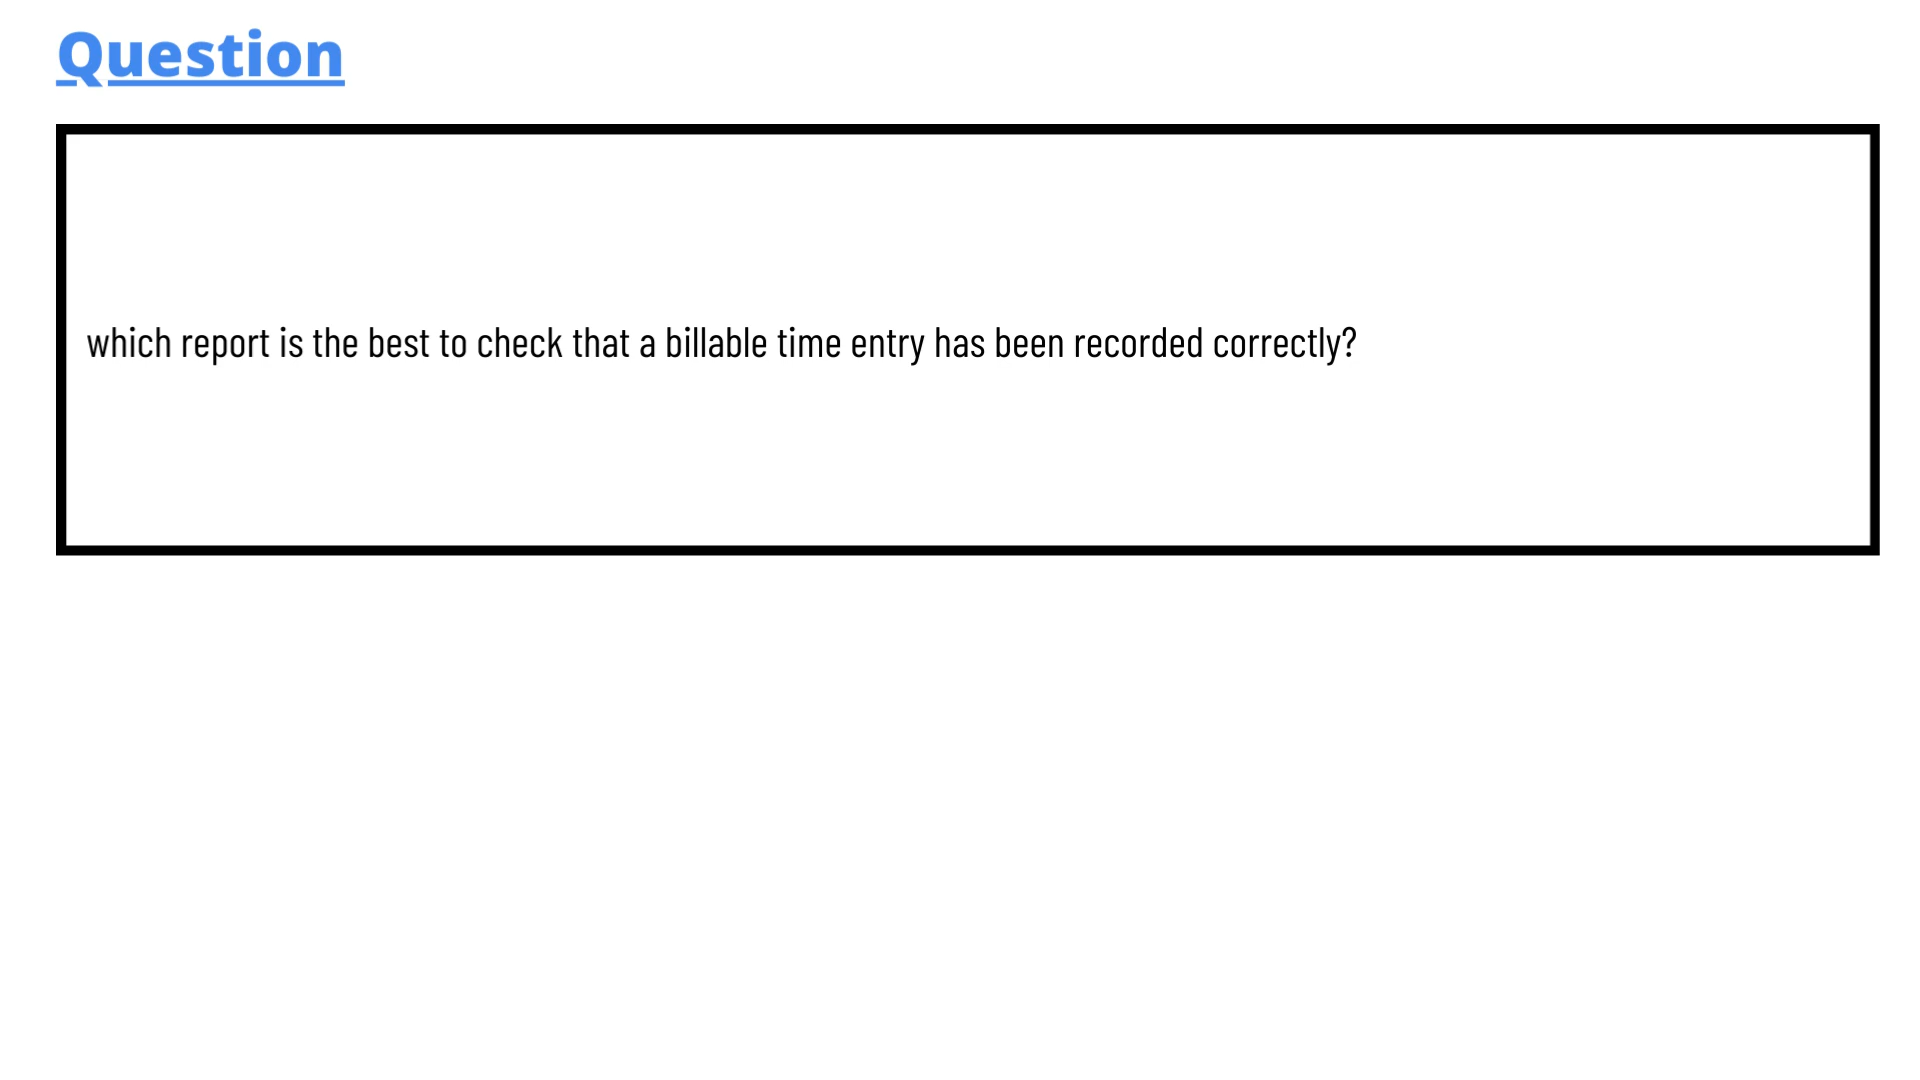 Question
which report is the best to check that a billable time entry has been recorded correctly?